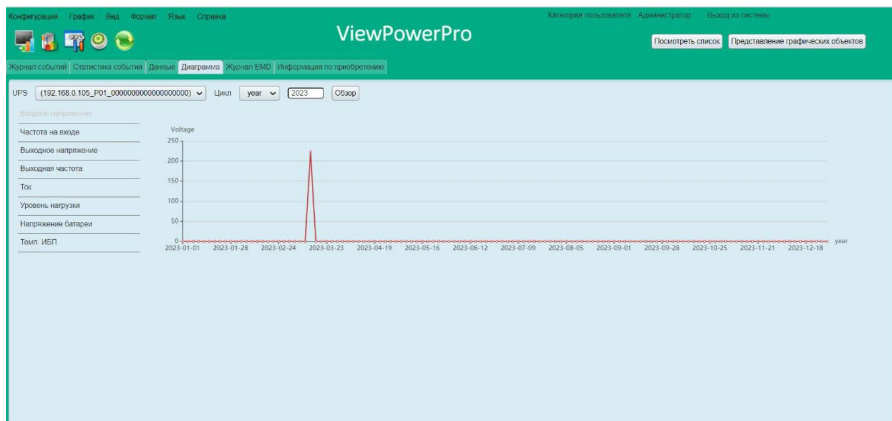 Конфигурация График Вид Формат Язык Справка
Категория пользователя Администратор Выход из системы
ViewPowerPro
Посмотреть список Представление графических объектов
Журнал событий Статистика событий Данные Диаграмма Журнал EMD Информация по приобретению
UPS (192.168.0.105_P01_00000000000000000000) Цикл year 2023 Обзор
Входное напряжение
Частота на входе
Выходное напряжение
Выходная частота
Ток
Уровень нагрузки
Напряжение батареи
Темп. ИБП
Voltage
250
200
150
100
50
0
year
2023-01-01 2023-01-28 2023-02-24 2023-03-23 2023-04-19 2023-05-16 2023-06-12 2023-07-09 2023-08-05 2023-09-01 2023-09-28 2023-10-25 2023-11-21 2023-12-18